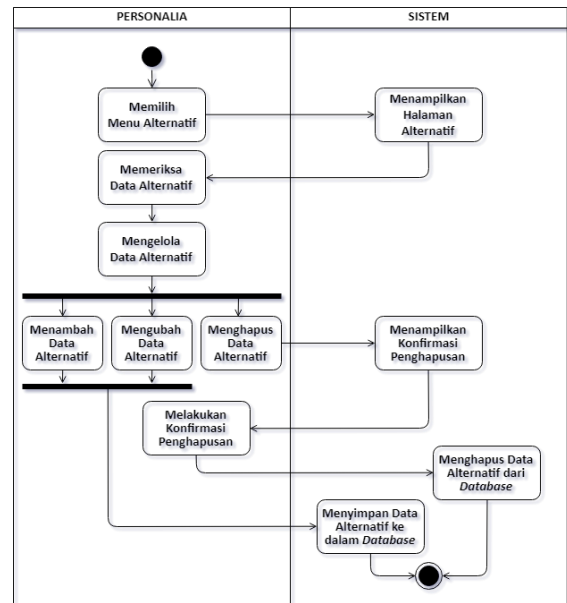 PERSONALIA
SISTEM
Memilih
Menu Alternatif
Menampilkan
Halaman
Alternatif
Memeriksa
Data Alternatif
Mengelola
Data Alternatif
Menambah
Data
Alternatif
Mengubah
Data
Alternatif
Menghapus
Data
Alternatif
Menampilkan
Konfirmasi
Penghapusan
Melakukan
Konfirmasi
Penghapusan
Menghapus Data
Alternatif dari
Database
Menyimpan Data
Alternatif ke
dalam Database